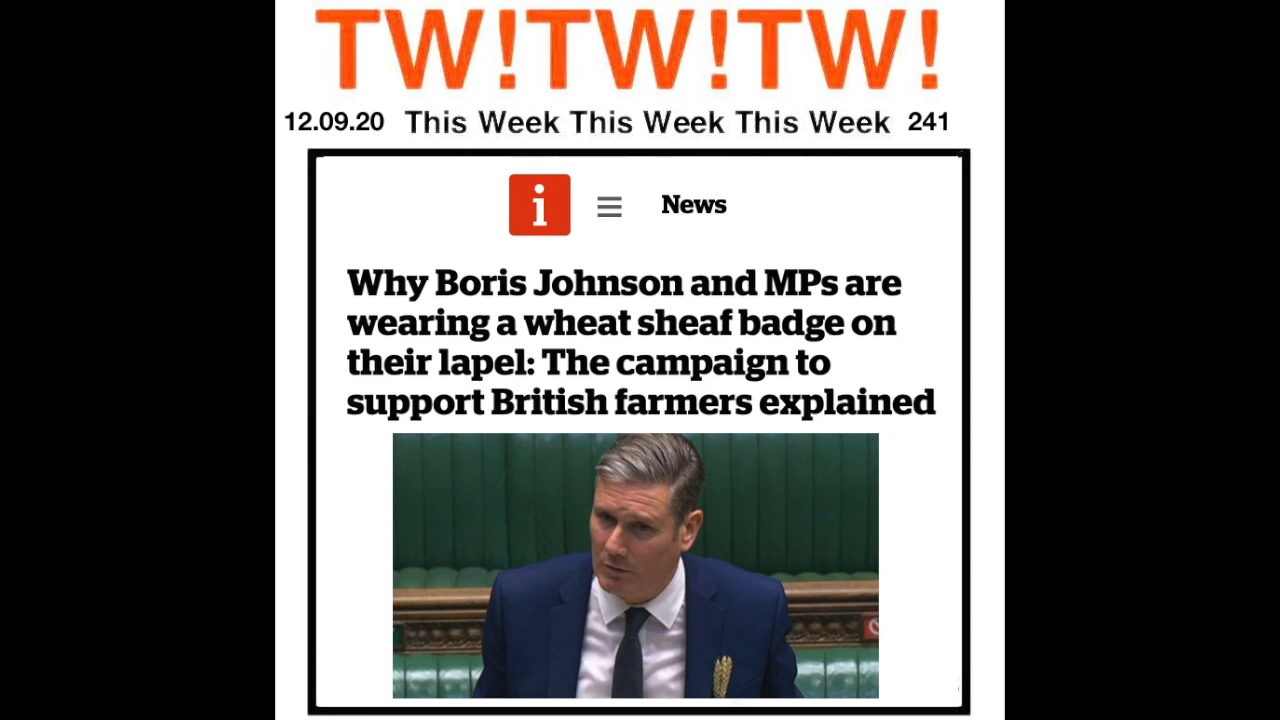 TW!TW!TW!
12.09.20 This Week This Week This Week 241
i News
Why Boris Johnson and MPs are
wearing a wheat sheaf badge on
their lapel: The campaign to
support British farmers explained